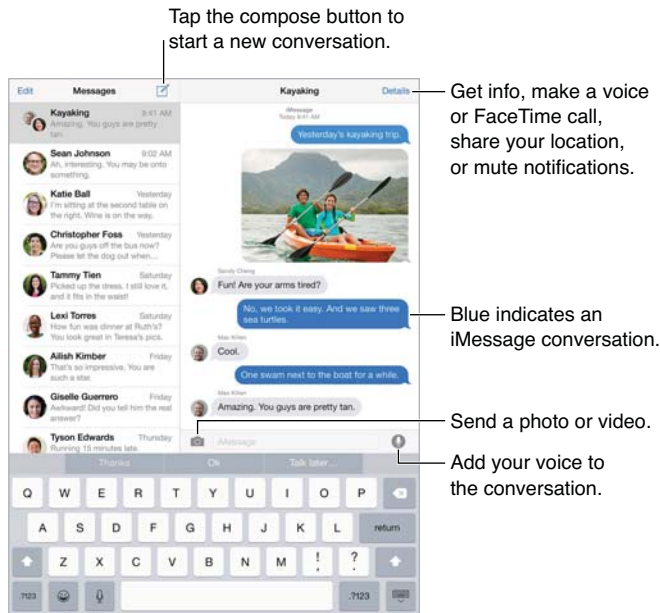 Tap the compose button to
start a new conversation.
Edit Messages
Kayaking 9:41 AM
Amazing. You guys are pretty
tan.
Sean Johnson 9:02 AM
Ah, interesting. You may be onto
something.
Katie Ball Yesterday
I'm sitting at the second table on
the right. Wine is on the way.
Christopher Foss Yesterday
Are you guys off the bus now?
Please let the dog out when...
Tammy Tien Saturday
Picked up the dress. I still love it,
and it fits in the waist!
Lexi Torres Saturday
How fun was dinner at Ruth's?
You look great in Teresa's pics.
Ailish Kimber Friday
That's so impressive. You are
such a star.
Giselle Guerrero Friday
Awkward! Did you tell him the real
answer?
Tyson Edwards Thursday
Running 15 minutes late.
Kayaking Details
iMessage
Today 9:41 AM
Yesterday's kayaking trip.
Sandy Cheng
Fun! Are your arms tired?
No, we took it easy. And we saw three
sea turtles.
Max Kilen
Cool.
One swam next to the boat for a while.
Max Kilen
Amazing. You guys are pretty tan.
iMessage
Get info, make a voice
or FaceTime call,
share your location,
or mute notifications.
Blue indicates an
iMessage conversation.
Send a photo or video.
Add your voice to
the conversation.
Thanks Ok Talk later...
Q W E R T Y U I O P
A S D F G H J K L return
Z X C V B N M ! , ? .
.?123 .?123